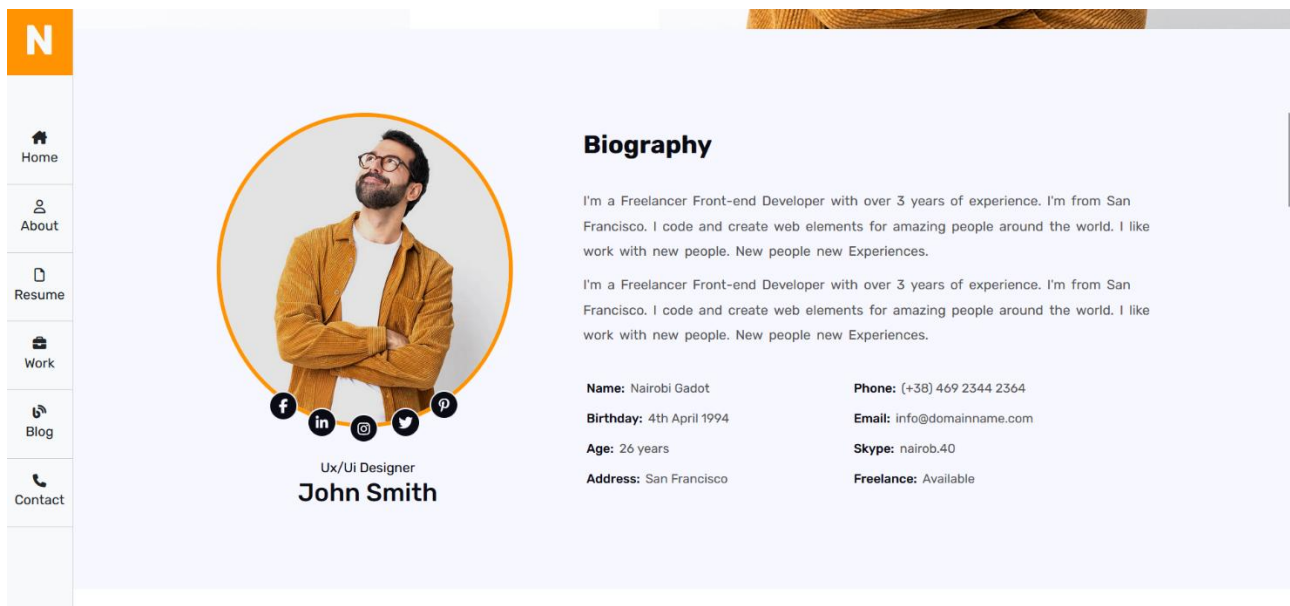 N
Home
About
Resume
Work
Blog
Contact
Ux/Ui Designer
John Smith
Biography
I'm a Freelancer Front-end Developer with over 3 years of experience. I'm from San
Francisco. I code and create web elements for amazing people around the world. I like
work with new people. New people new Experiences.
I'm a Freelancer Front-end Developer with over 3 years of experience. I'm from San
Francisco. I code and create web elements for amazing people around the world. I like
work with new people. New people new Experiences.
Name: Nairobi Gadot
Birthday: 4th April 1994
Age: 26 years
Address: San Francisco
Phone: (+38) 469 2344 2364
Email: info@domainname.com
Skype: nairob.40
Freelance: Available